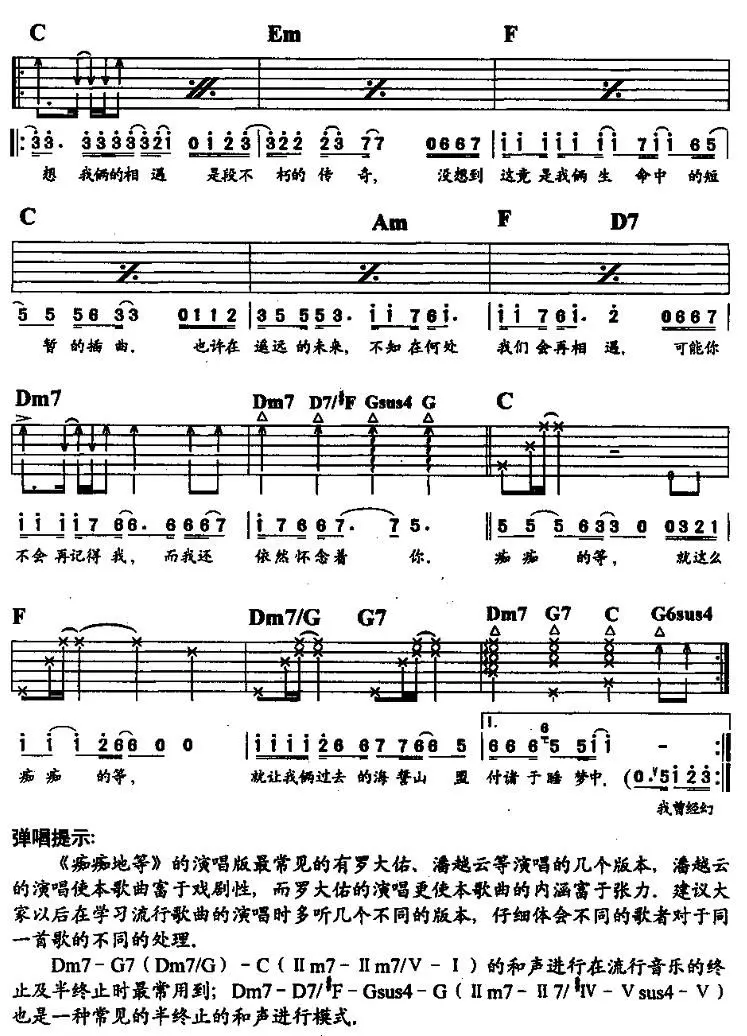 C Em F
‖: 3 3. 3 3 3 3 3 2 1 0 1 2 3 | 3 2 2 2 3 7 7 0 6 6 7 | 1 1 1 1 1 1 1 7 1 1 6 5
想 我俩的相遇 是段不 朽的 传 奇, 没想到 这竟 是我俩 生 命中 的短
C Am F D7
5 5 5 6 3 3 0 1 1 2 | 3 5 5 5 3. 1 1 7 6 1. | 1 1 7 6 1. 2 0 6 6 7
暂 的 插 曲. 也许在 遥远 的未来, 不知 在何处 我们 会再相 遇, 可能你
Dm7 Dm7 D7/♯F Gsus4 G C
1 1 1 1 7 6 6. 6 6 6 7 | 1 7 6 6 7. 7 5. ‖ 5 5 5 6 3 3 0 0 3 2 1
不会 再记得 我, 而我还 依然怀念着 你. 痴 痴 的等, 就这么
F Dm7/G G7 Dm7 G7 C G6sus4
1. 6
1 1 1 2 6 6 0 0 | 1 1 1 1 2 6 6 7 7 6 6 5 | 6 6 6 5 5 1 1 - :‖
痴 痴 的等, 就让我俩过去 的海 誓山 盟 付诸 于 睡 梦中. (0. 5 1 2 3 :
我曾经幻
弹唱提示:
《痴痴地等》的演唱版最常见的有罗大佑、潘越云等演唱的几个版本, 潘越云
的演唱使本歌曲富于戏剧性, 而罗大佑的演唱更使本歌曲的内涵富于张力. 建议大
家以后在学习流行歌曲的演唱时多听几个不同的版本, 仔细体会不同的歌者对于同
一首歌的不同的处理.
Dm7－G7（Dm7/G）－C（Ⅱm7－Ⅱm7/Ⅴ－Ⅰ）的和声进行在流行音乐的终
止及半终止时最常用到; Dm7－D7/♯F－Gsus4－G（Ⅱm7－Ⅱ7/♯Ⅳ－Ⅴsus4－Ⅴ）
也是一种常见的半终止的和声进行模式.